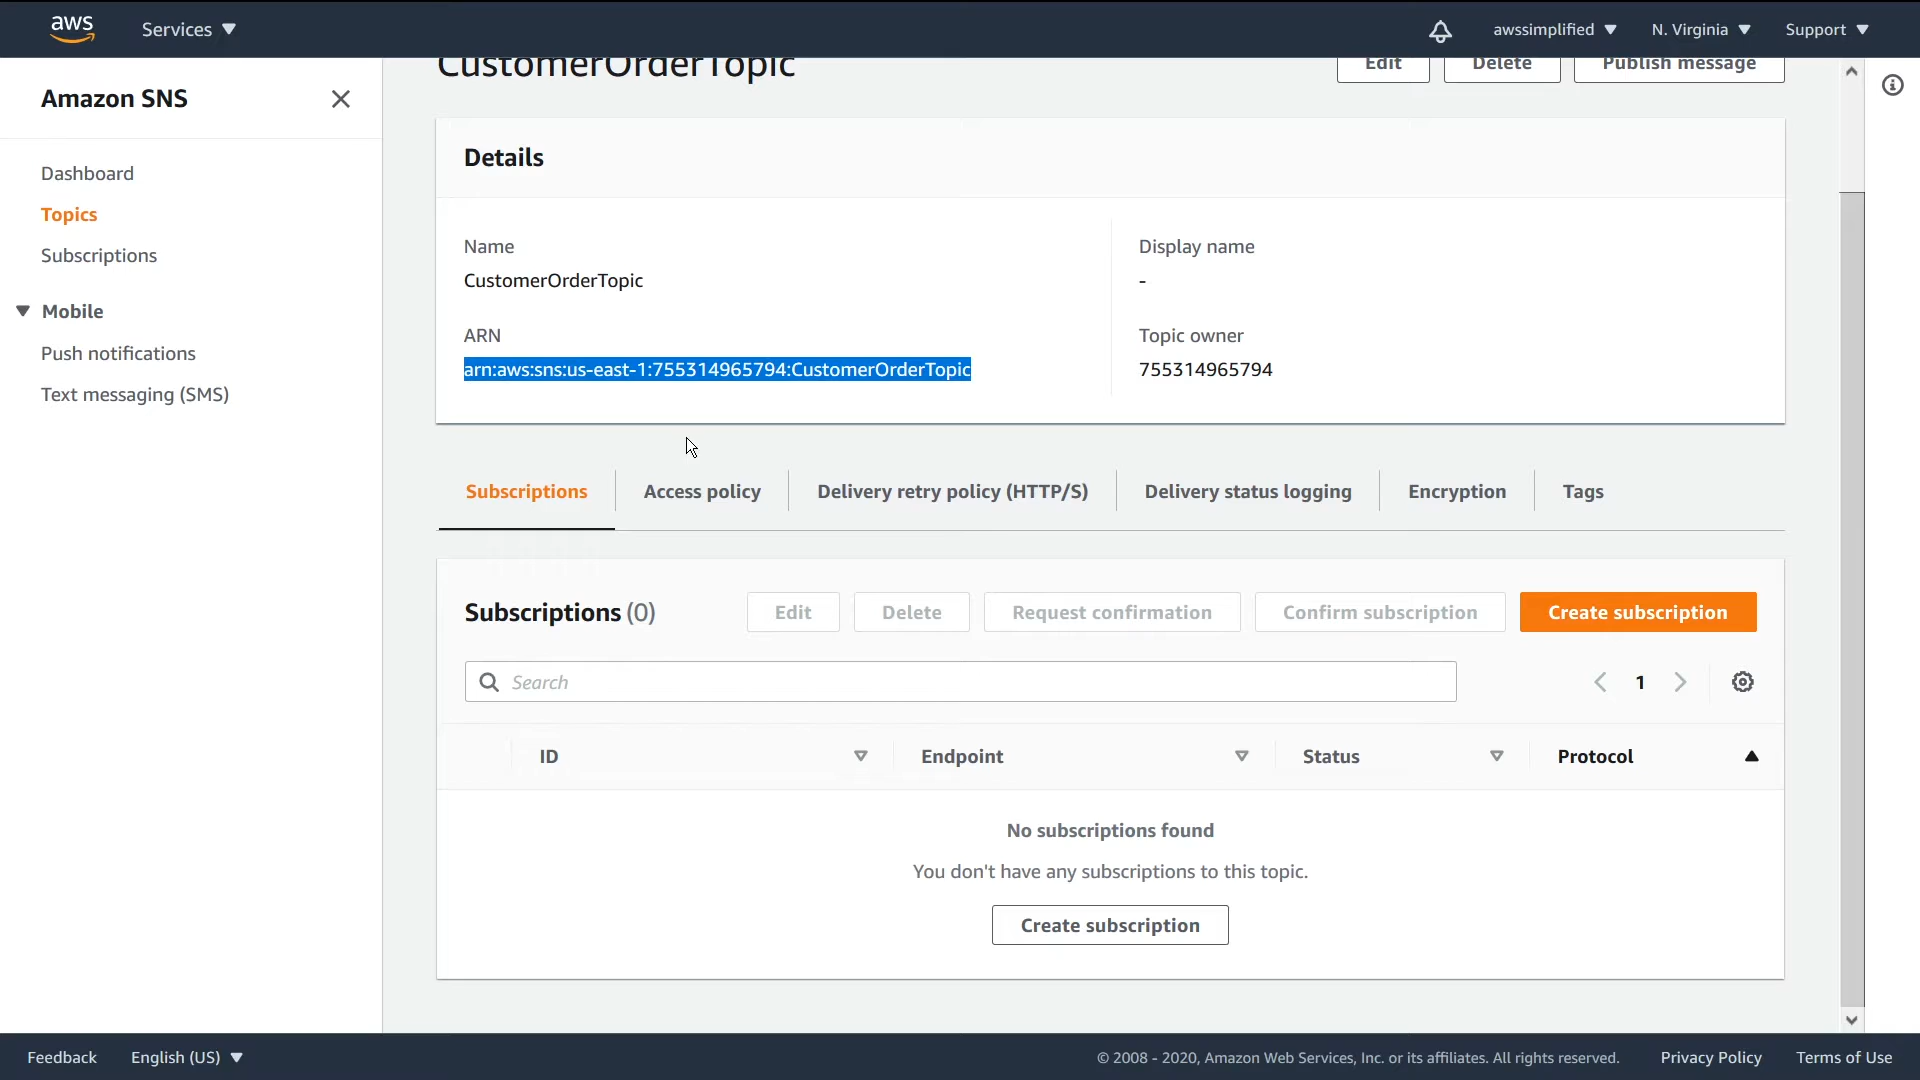 aws
Services
awssimplified
N. Virginia
Support
Amazon SNS
Dashboard
Topics
Subscriptions
Mobile
Push notifications
Text messaging (SMS)
CustomerOrderTopic
Edit
Delete
Publish message
Details
Name
CustomerOrderTopic
Display name
-
ARN
arn:aws:sns:us-east-1:755314965794:CustomerOrderTopic
Topic owner
755314965794
Subscriptions
Access policy
Delivery retry policy (HTTP/S)
Delivery status logging
Encryption
Tags
Subscriptions (0)
Edit
Delete
Request confirmation
Confirm subscription
Create subscription
Search
1
ID
Endpoint
Status
Protocol
No subscriptions found
You don't have any subscriptions to this topic.
Create subscription
Feedback
English (US)
© 2008 - 2020, Amazon Web Services, Inc. or its affiliates. All rights reserved.
Privacy Policy
Terms of Use